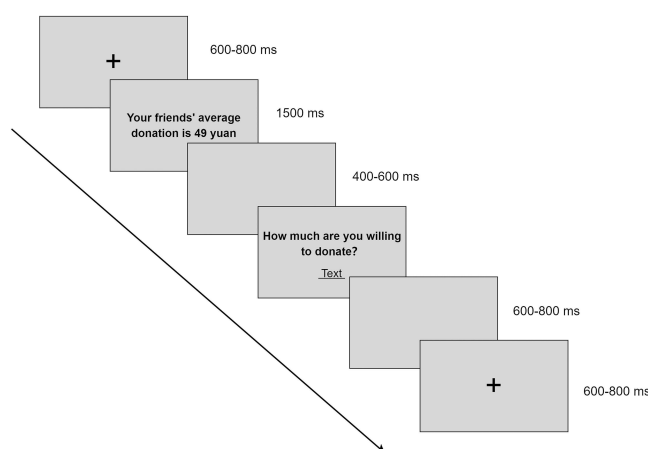 +
600-800 ms
Your friends' average
donation is 49 yuan
1500 ms
400-600 ms
How much are you willing
to donate?
Text
600-800 ms
+
600-800 ms